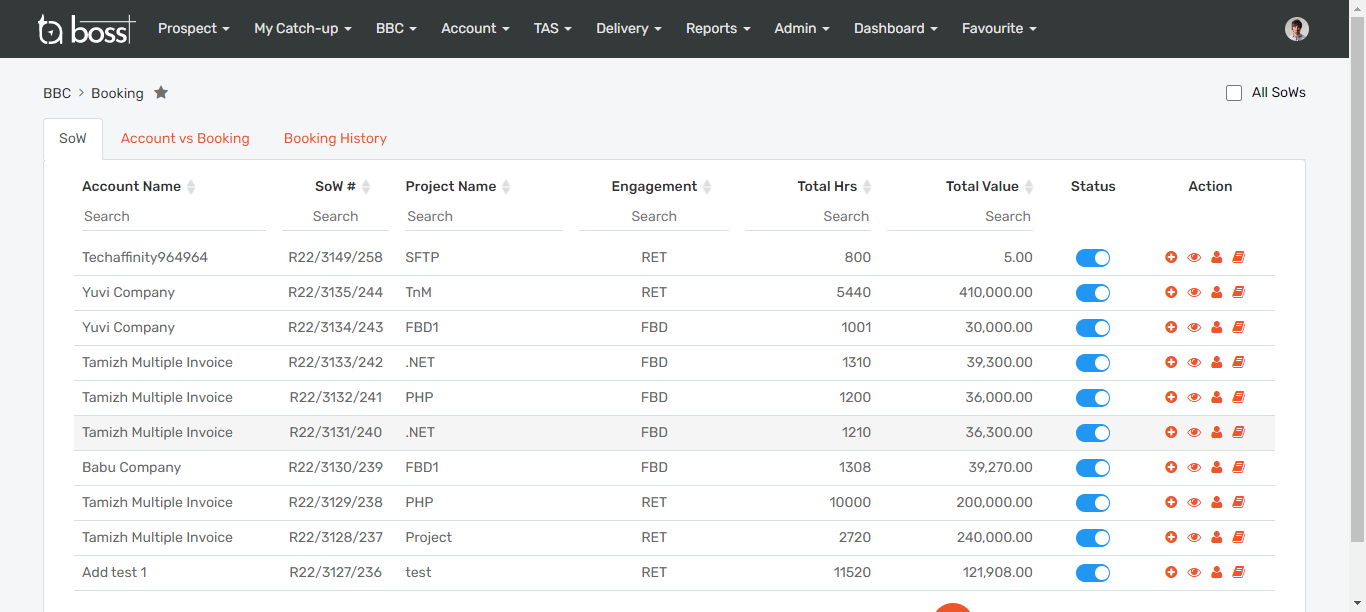 ta boss Prospect My Catch-up BBC Account TAS Delivery Reports Admin Dashboard Favourite
BBC > Booking All SoWs
SoW Account vs Booking Booking History
Account Name SoW # Project Name Engagement Total Hrs Total Value Status Action
Search Search Search Search Search Search
Techaffinity964964 R22/3149/258 SFTP RET 800 5.00
Yuvi Company R22/3135/244 TnM RET 5440 410,000.00
Yuvi Company R22/3134/243 FBD1 FBD 1001 30,000.00
Tamizh Multiple Invoice R22/3133/242 .NET FBD 1310 39,300.00
Tamizh Multiple Invoice R22/3132/241 PHP FBD 1200 36,000.00
Tamizh Multiple Invoice R22/3131/240 .NET FBD 1210 36,300.00
Babu Company R22/3130/239 FBD1 FBD 1308 39,270.00
Tamizh Multiple Invoice R22/3129/238 PHP RET 10000 200,000.00
Tamizh Multiple Invoice R22/3128/237 Project RET 2720 240,000.00
Add test 1 R22/3127/236 test RET 11520 121,908.00